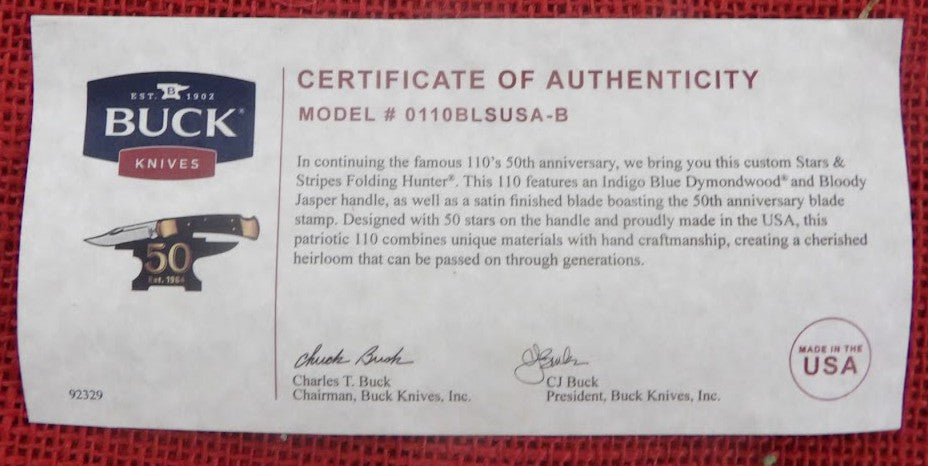 EST. B 1902
BUCK®
KNIVES
50
Est. 1964
92329
CERTIFICATE OF AUTHENTICITY
MODEL # 0110BLSUSA-B
In continuing the famous 110's 50th anniversary, we bring you this custom Stars &
Stripes Folding Hunter®. This 110 features an Indigo Blue Dymondwood® and Bloody
Jasper handle, as well as a satin finished blade boasting the 50th anniversary blade
stamp. Designed with 50 stars on the handle and proudly made in the USA, this
patriotic 110 combines unique materials with hand craftmanship, creating a cherished
heirloom that can be passed on through generations.
Chuck Buck
Charles T. Buck
Chairman, Buck Knives, Inc.
CJ Buck
President, Buck Knives, Inc.
MADE IN THE
USA